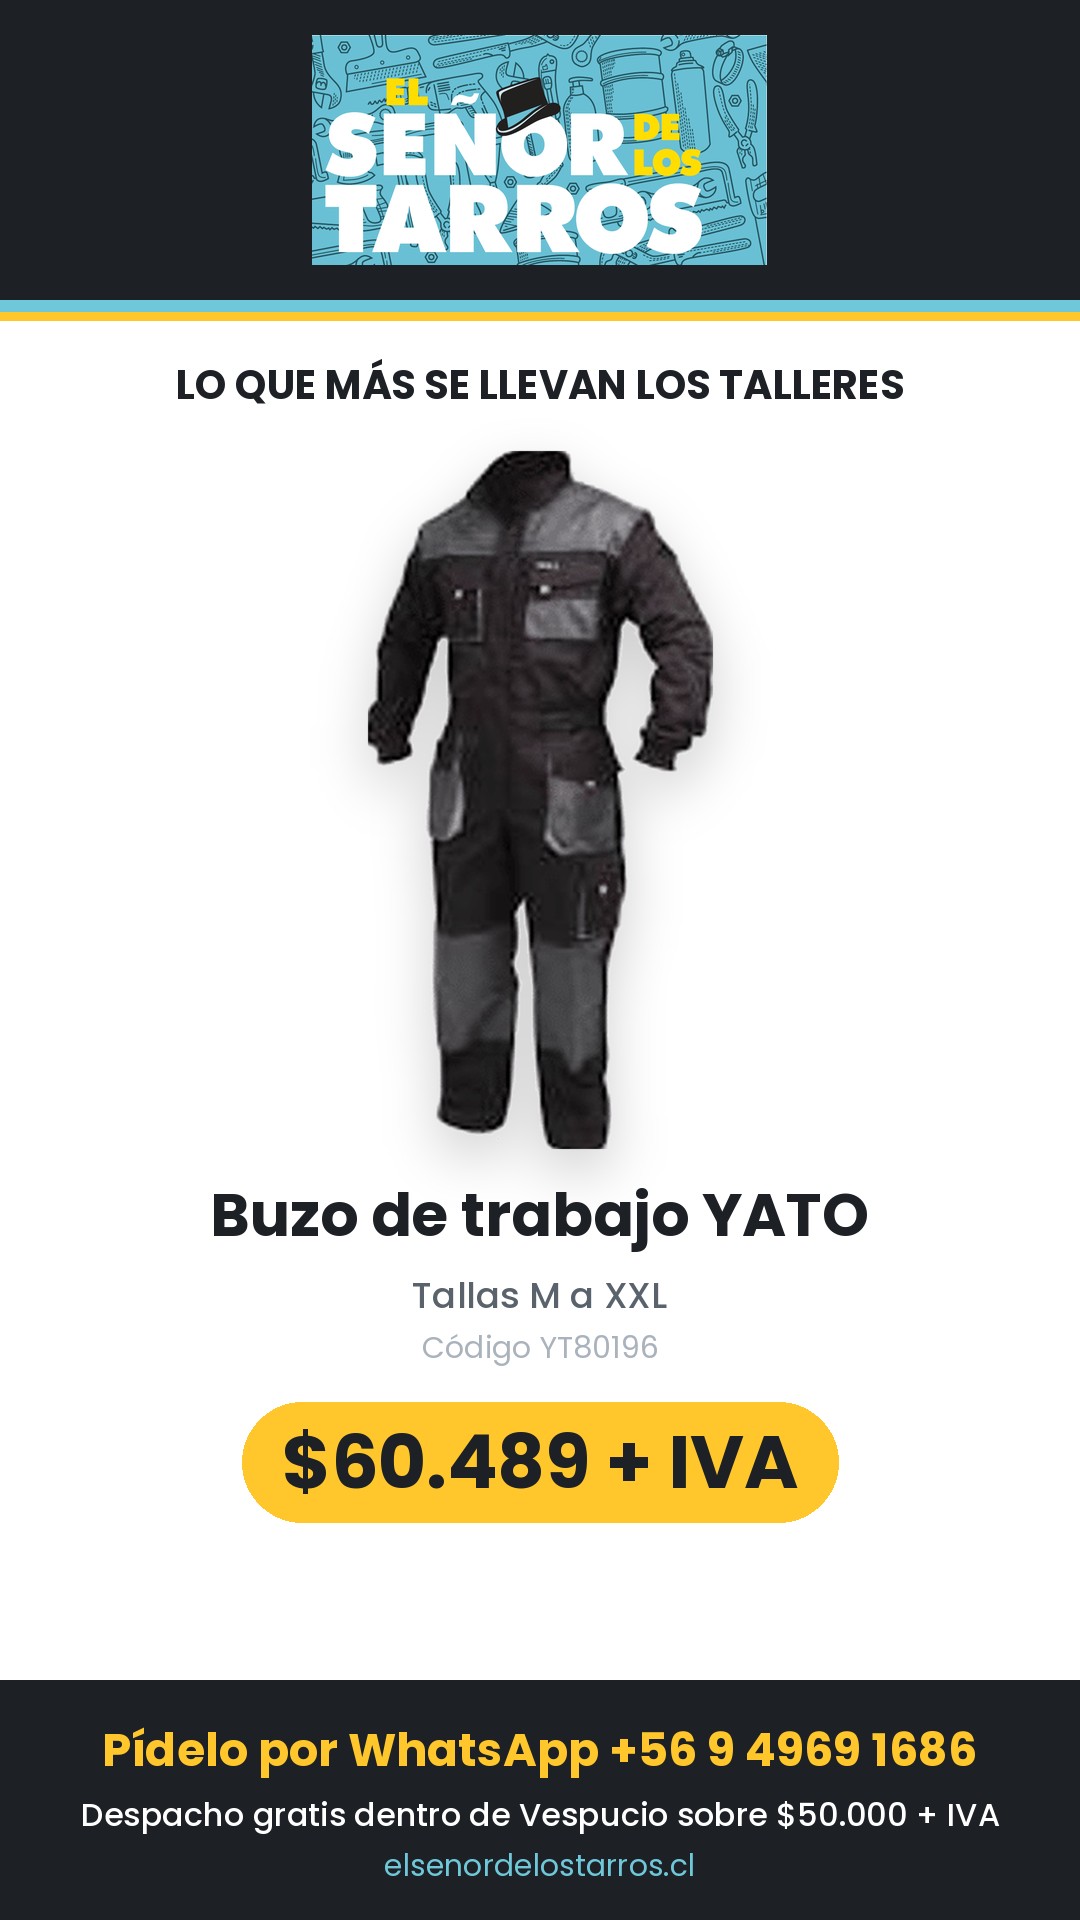 EL
SEÑOR DE LOS
TARROS
LO QUE MÁS SE LLEVAN LOS TALLERES
Buzo de trabajo YATO
Tallas M a XXL
Código YT80196
$60.489 + IVA
Pídelo por WhatsApp +56 9 4969 1686
Despacho gratis dentro de Vespucio sobre $50.000 + IVA
elsenordelostarros.cl